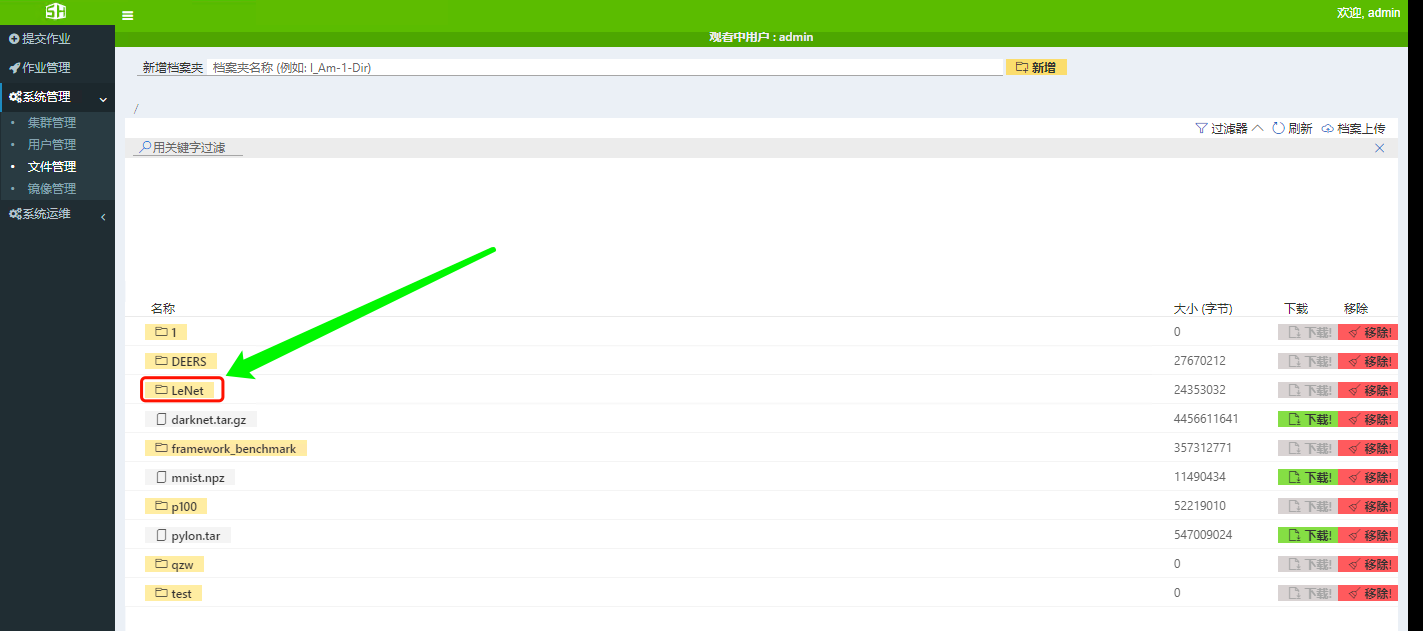 SH
欢迎, admin
观看中用户 : admin
提交作业
作业管理
系统管理
集群管理
用户管理
文件管理
镜像管理
系统运维
新增档案夹 档案夹名称 (例如: I_Am-1-Dir) 新增
/
过滤器 刷新 档案上传
用关键字过滤
名称 大小 (字节) 下载 移除
1 0 下载! 移除!
DEERS 27670212 下载! 移除!
LeNet 24353032 下载! 移除!
darknet.tar.gz 4456611641 下载! 移除!
framework_benchmark 357312771 下载! 移除!
mnist.npz 11490434 下载! 移除!
p100 52219010 下载! 移除!
pylon.tar 547009024 下载! 移除!
qzw 0 下载! 移除!
test 0 下载! 移除!